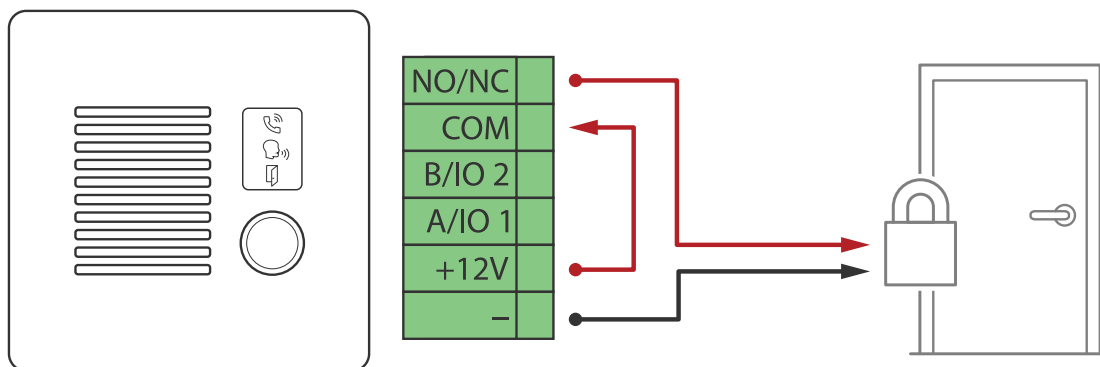 NO/NC
COM
B/IO 2
A/IO 1
+12V
–